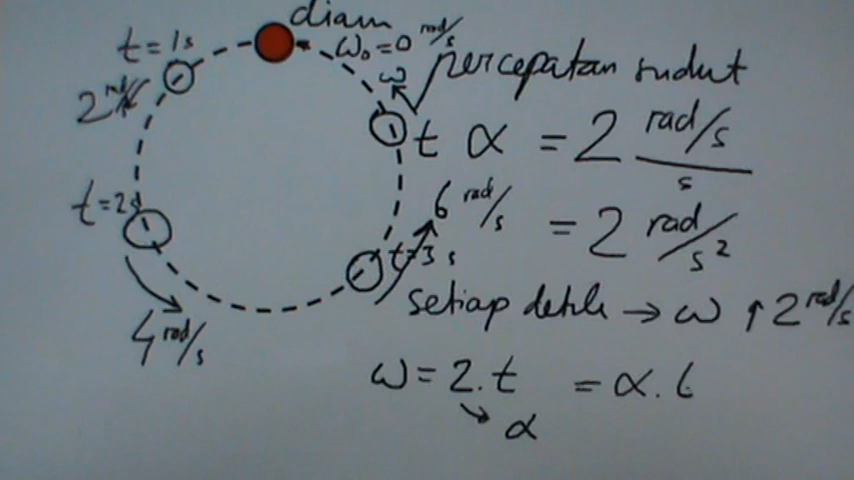 diam
ω₀ = 0 rad/s
t = 1s
2 rad/s
percepatan sudut
ω
t
α = 2 rad/s / s
= 2 rad/s²
t = 2s
6 rad/s
t = 3 s
4 rad/s
setiap detik → ω ↑ 2 rad/s
ω = 2.t = α.t
↘ α